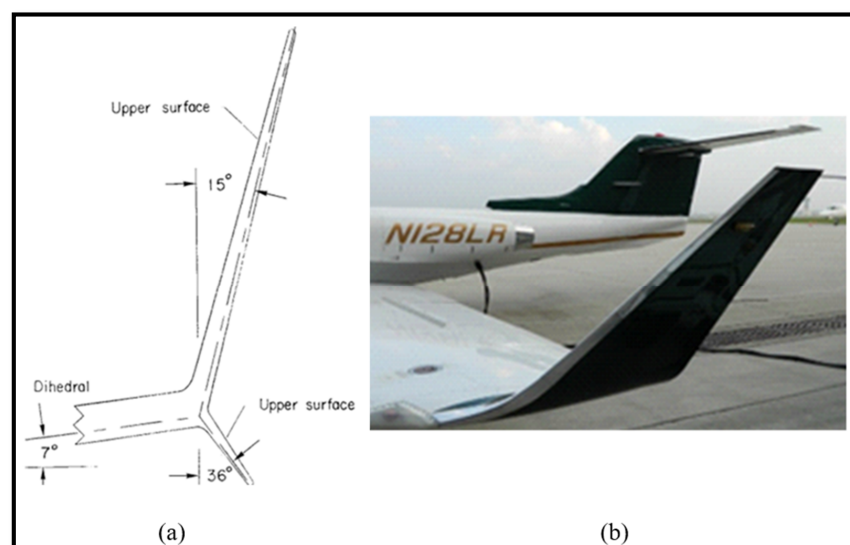 Upper surface
15°
Dihedral
Upper surface
7°
36°
N128LR
(a)
(b)